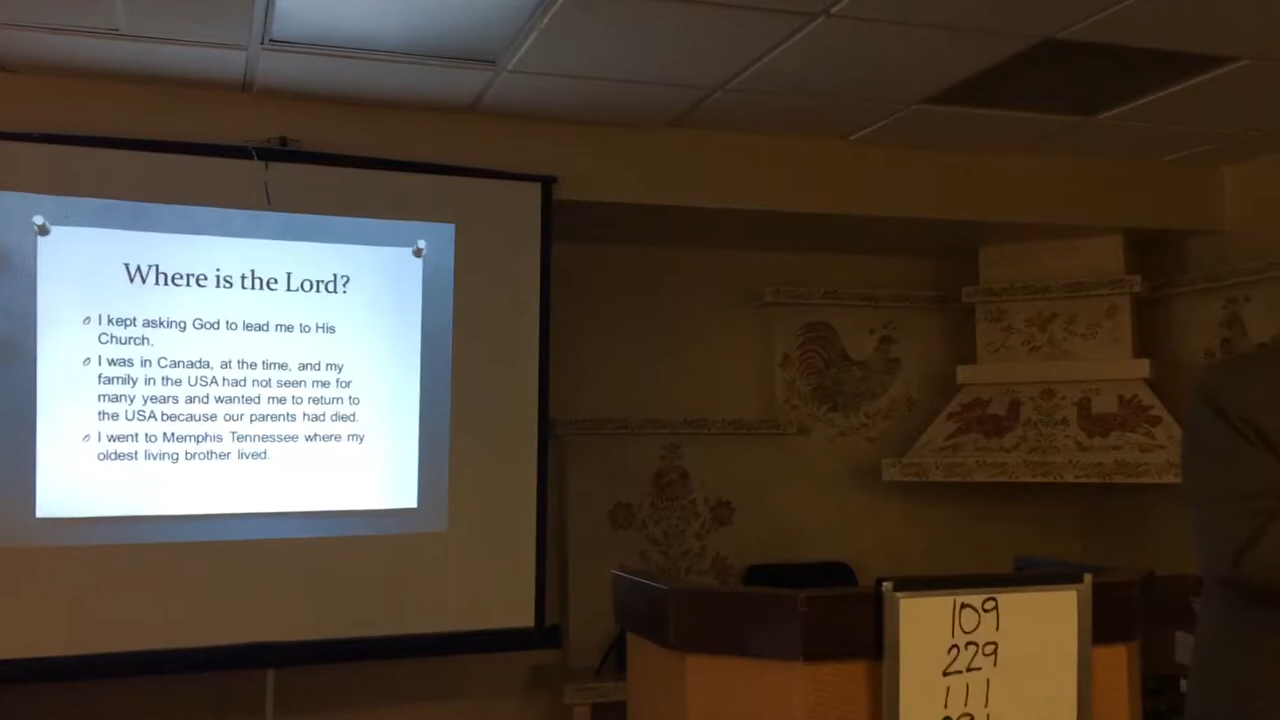 Where is the Lord?
I kept asking God to lead me to His
Church.
I was in Canada, at the time, and my
family in the USA had not seen me for
many years and wanted me to return to
the USA because our parents had died.
I went to Memphis Tennessee where my
oldest living brother lived.
109
229
111